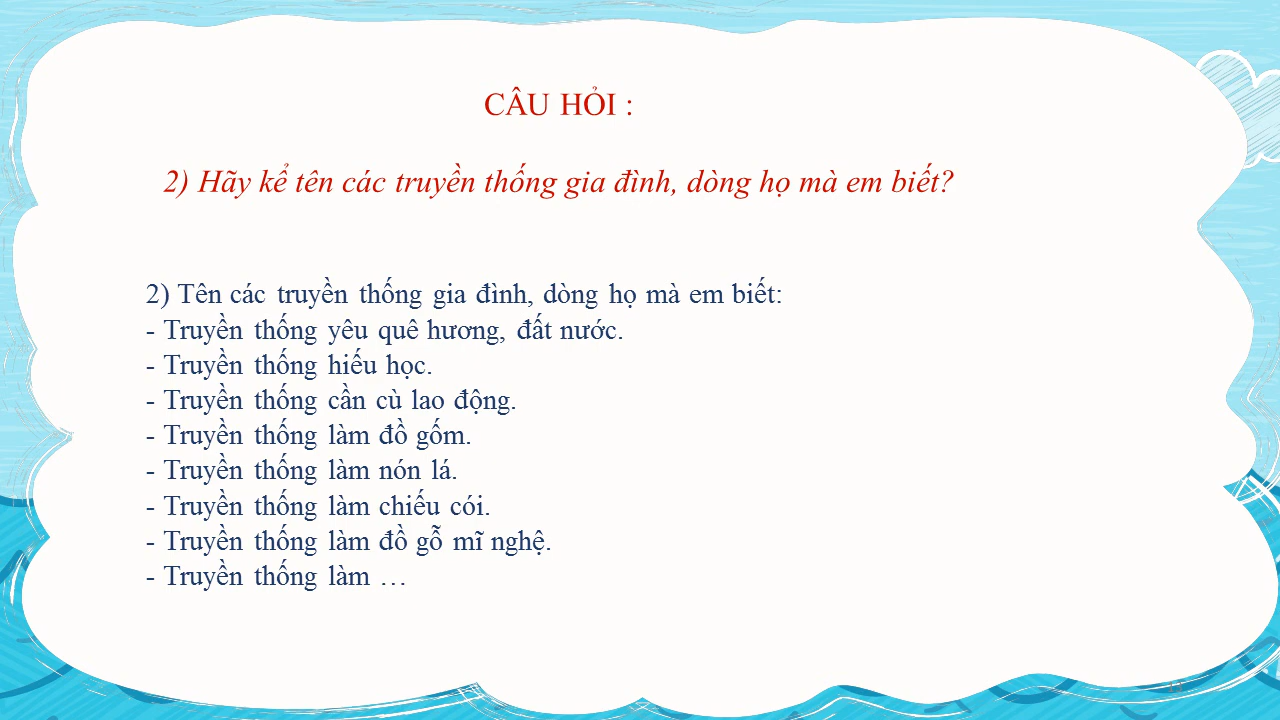 CÂU HỎI :
2) Hãy kể tên các truyền thống gia đình, dòng họ mà em biết?
2) Tên các truyền thống gia đình, dòng họ mà em biết:
- Truyền thống yêu quê hương, đất nước.
- Truyền thống hiếu học.
- Truyền thống cần cù lao động.
- Truyền thống làm đồ gốm.
- Truyền thống làm nón lá.
- Truyền thống làm chiếu cói.
- Truyền thống làm đồ gỗ mĩ nghệ.
- Truyền thống làm …